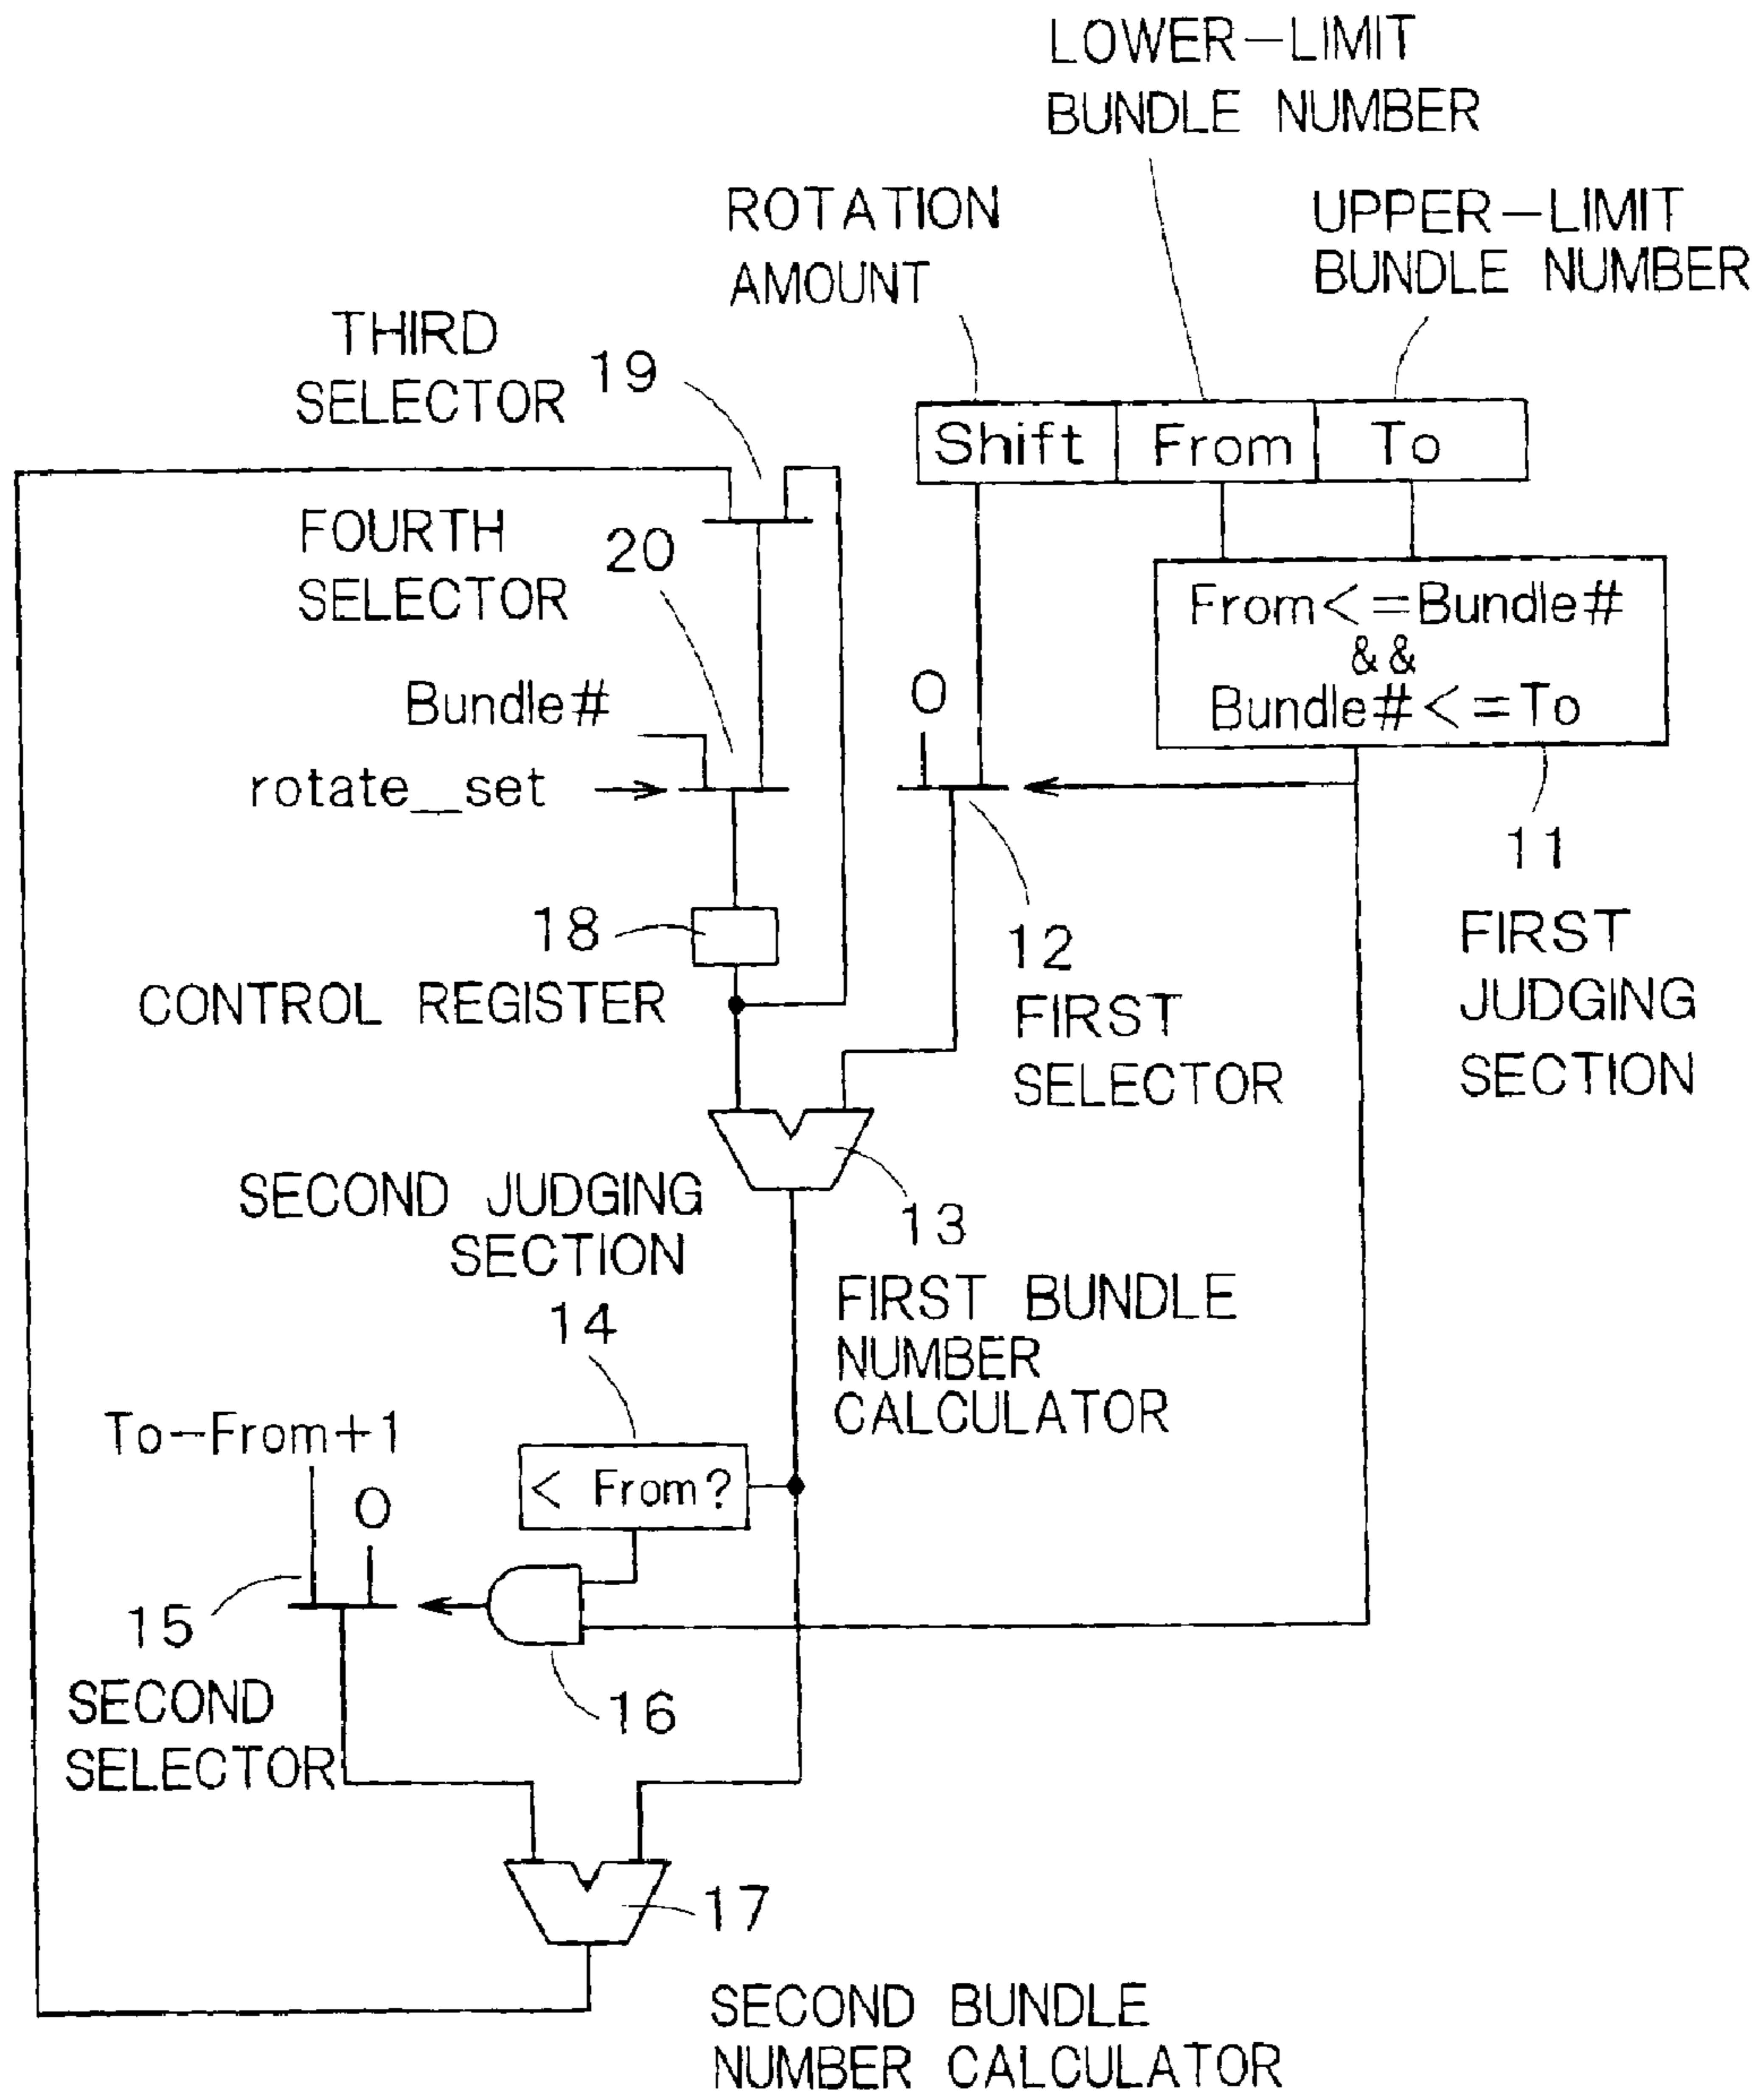 LOWER-LIMIT
BUNDLE NUMBER
ROTATION
AMOUNT
UPPER-LIMIT
BUNDLE NUMBER
THIRD
SELECTOR
19
Shift
From
To
FOURTH
SELECTOR
20
From<=Bundle#
&&
Bundle#<=To
Bundle#
rotate__set
0
11
FIRST
JUDGING
SECTION
18
CONTROL REGISTER
12
FIRST
SELECTOR
13
FIRST BUNDLE
NUMBER
CALCULATOR
SECOND JUDGING
SECTION
14
< From?
To-From+1
0
15
SECOND
SELECTOR
16
17
SECOND BUNDLE
NUMBER CALCULATOR